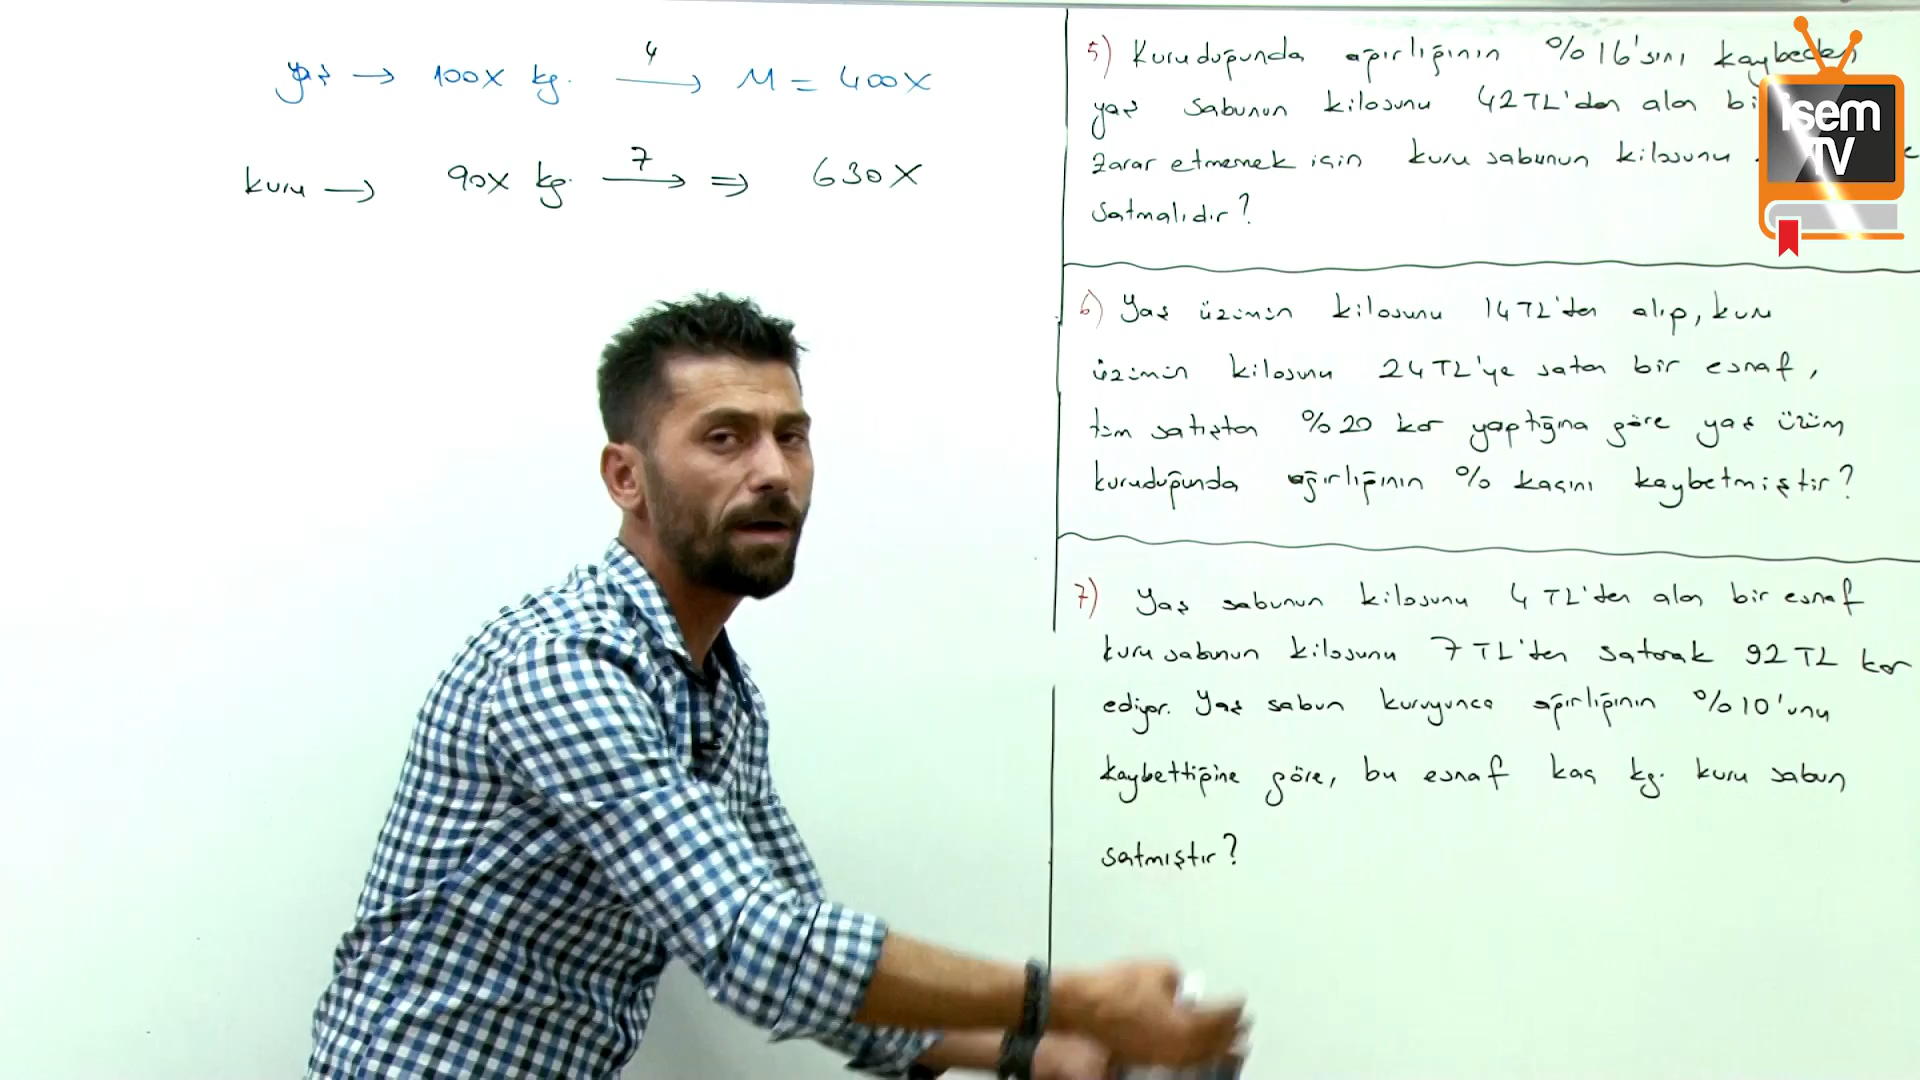 yaş → 100X kg. 4 → M = 400X
kuru → 90X kg. 7 → ⇒ 630X
5) Kuruduğunda ağırlığının %16'sını kaybeden
yaş sabunun kilosunu 42TL'den alan
zarar etmemek için kuru sabunun kilosunu
satmalıdır?
6) Yaş üzümün kilosunu 14TL'den alıp, kuru
üzümün kilosunu 24TL'ye satan bir esnaf,
tüm satıştan %20 kar yaptığına göre yaş üzüm
kuruduğunda ağırlığının % kaçını kaybetmiştir?
7) Yaş sabunun kilosunu 4 TL'den alan bir esnaf
kuru sabunun kilosunu 7 TL'den satarak 92 TL kar
ediyor. Yaş sabun kuruyunca ağırlığının %10'unu
kaybettiğine göre, bu esnaf kaç kg. kuru sabun
satmıştır?
isem
TV